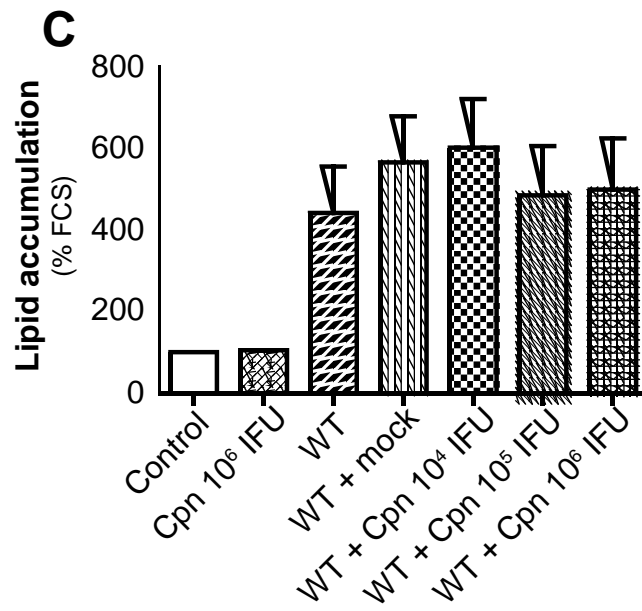 C
Lipid accumulation
(% FCS)
800
600
400
200
0
Control
Cpn 10⁶ IFU
WT
WT + mock
WT + Cpn 10⁴ IFU
WT + Cpn 10⁵ IFU
WT + Cpn 10⁶ IFU